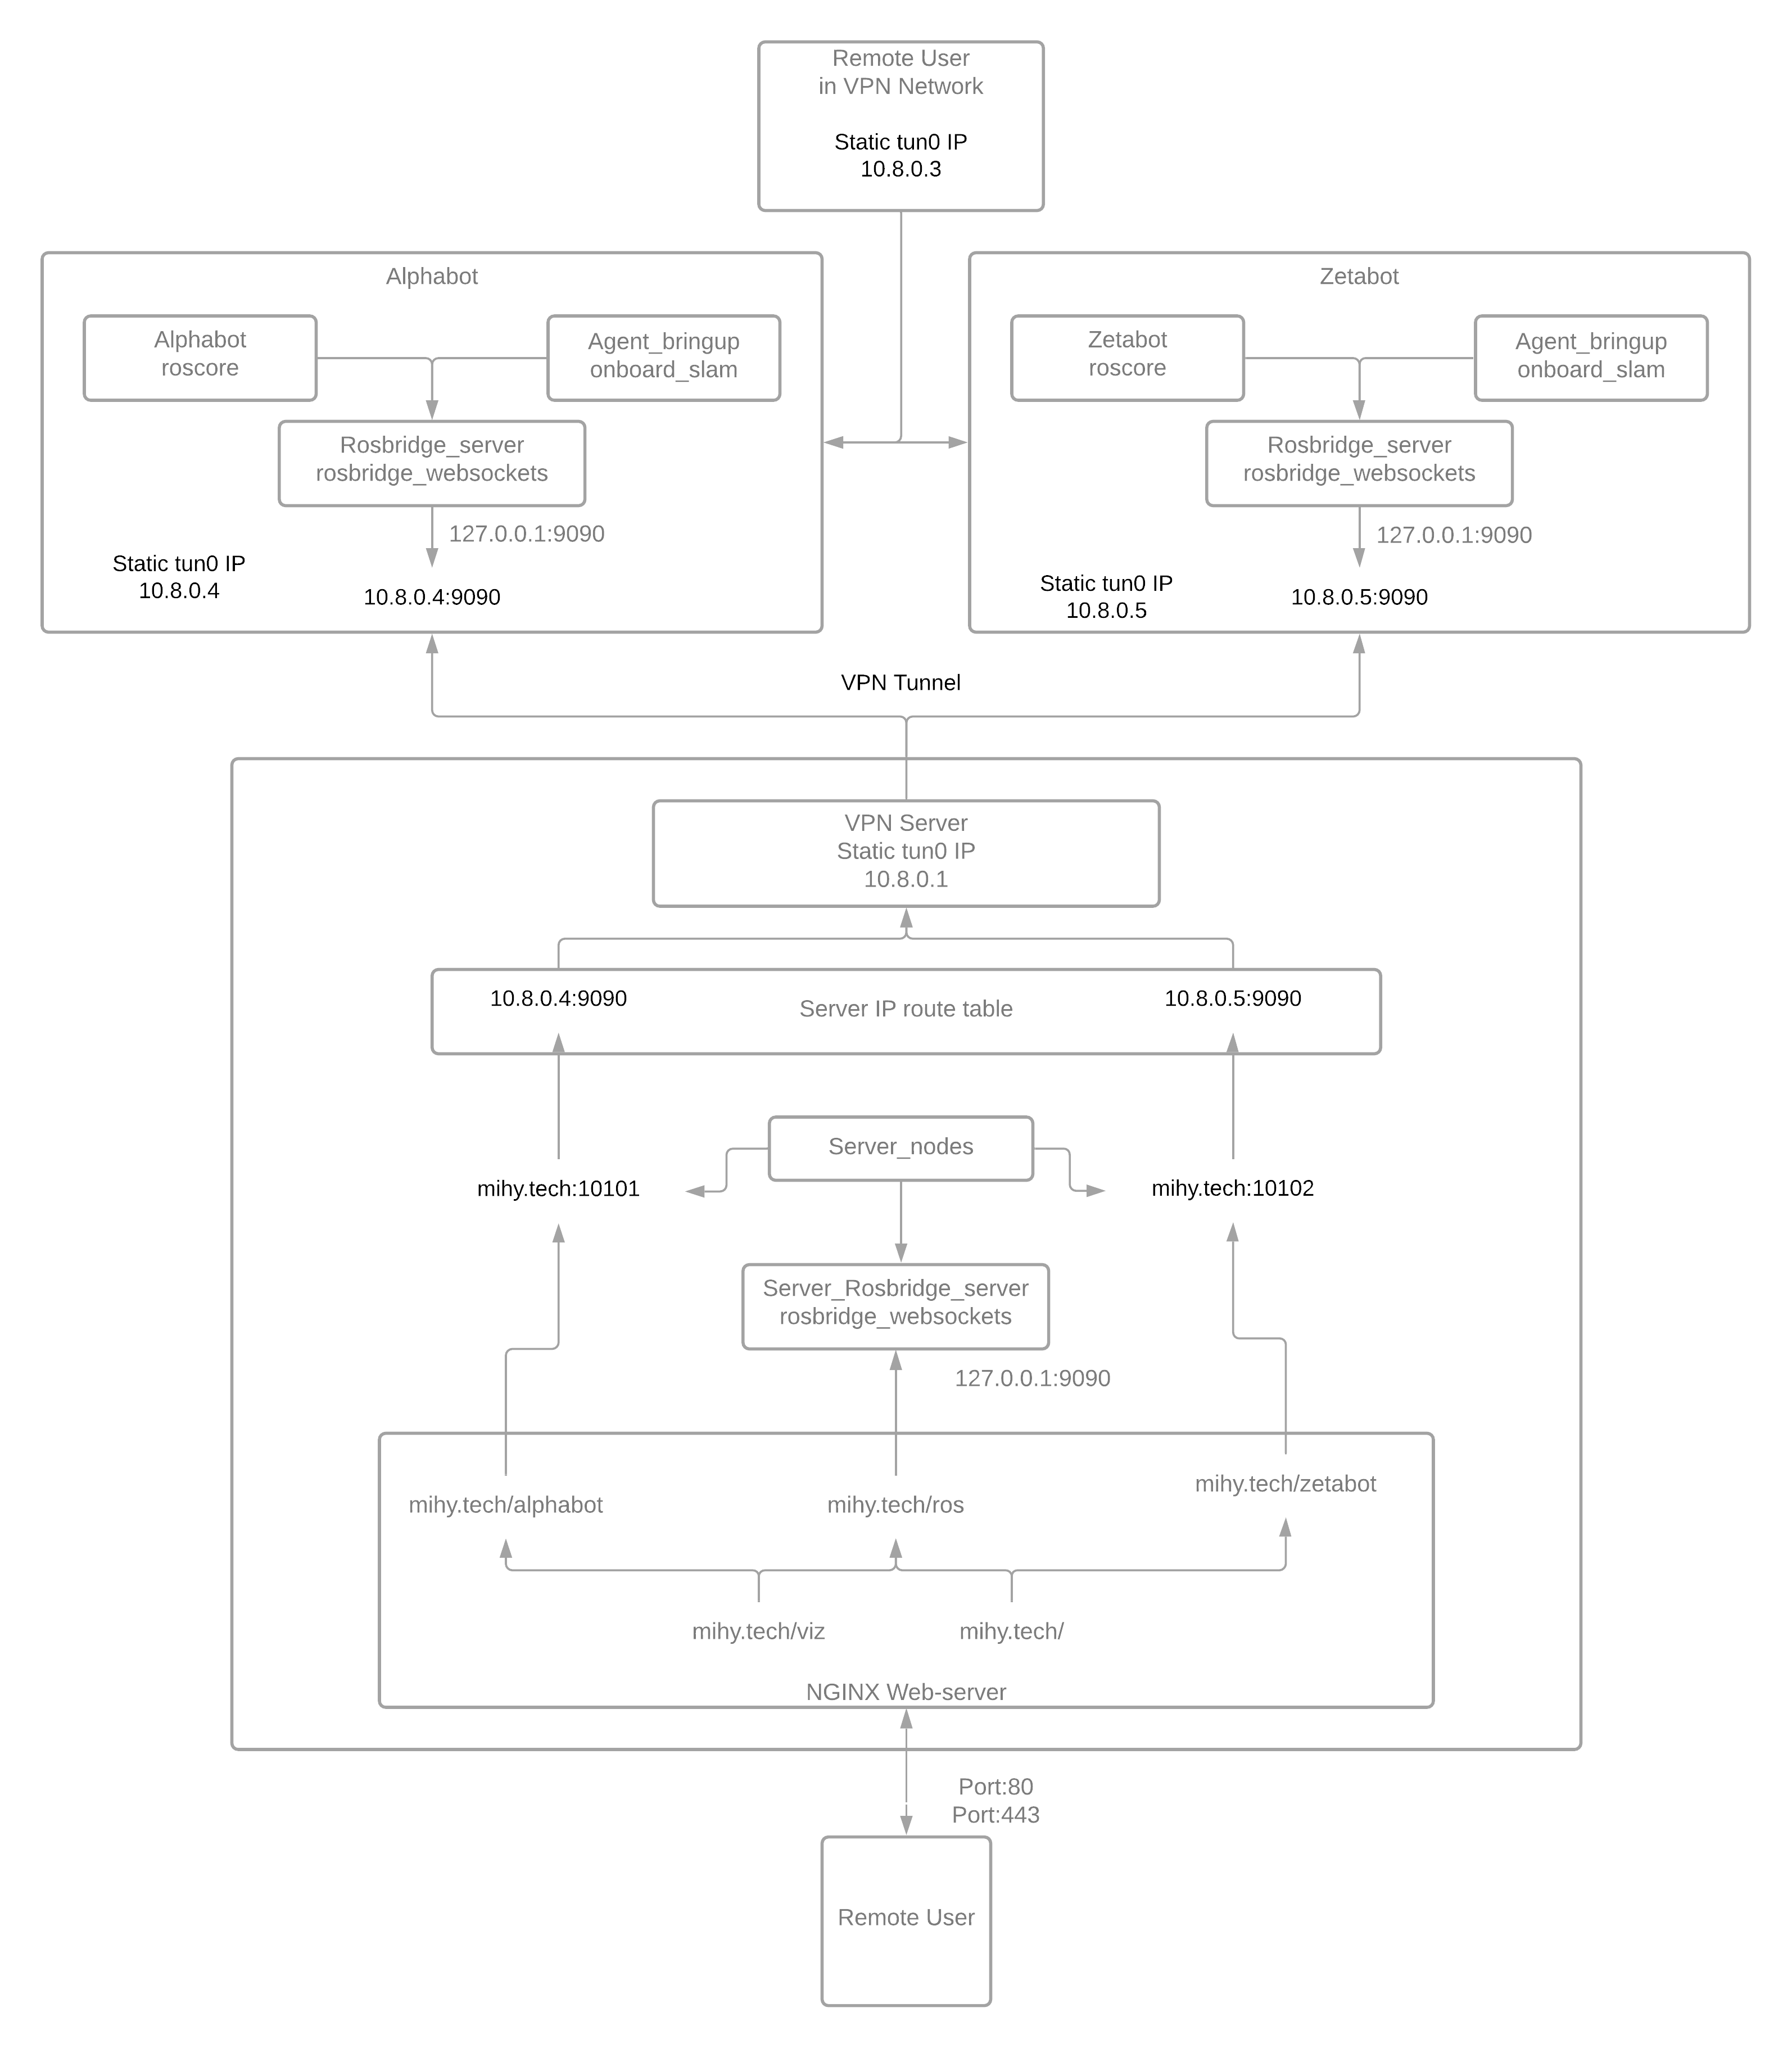 Remote User
in VPN Network
Static tun0 IP
10.8.0.3
Alphabot
Alphabot
roscore
Agent_bringup
onboard_slam
Rosbridge_server
rosbridge_websockets
127.0.0.1:9090
Static tun0 IP
10.8.0.4
10.8.0.4:9090
Zetabot
Zetabot
roscore
Agent_bringup
onboard_slam
Rosbridge_server
rosbridge_websockets
127.0.0.1:9090
Static tun0 IP
10.8.0.5
10.8.0.5:9090
VPN Tunnel
VPN Server
Static tun0 IP
10.8.0.1
10.8.0.4:9090
Server IP route table
10.8.0.5:9090
Server_nodes
mihy.tech:10101
mihy.tech:10102
Server_Rosbridge_server
rosbridge_websockets
127.0.0.1:9090
mihy.tech/alphabot
mihy.tech/ros
mihy.tech/zetabot
mihy.tech/viz
mihy.tech/
NGINX Web-server
Port:80
Port:443
Remote User